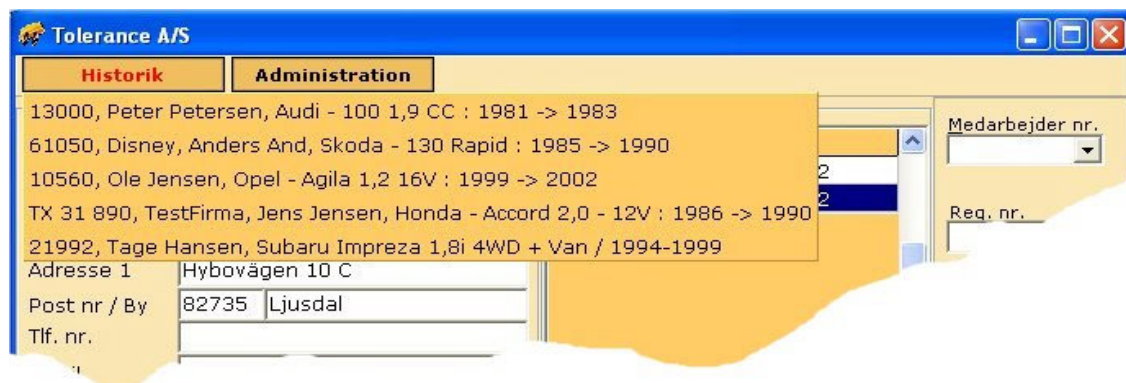 Tolerance A/S
Historik Administration
13000, Peter Petersen, Audi - 100 1,9 CC : 1981 -> 1983
61050, Disney, Anders And, Skoda - 130 Rapid : 1985 -> 1990
10560, Ole Jensen, Opel - Agila 1,2 16V : 1999 -> 2002
TX 31 890, TestFirma, Jens Jensen, Honda - Accord 2,0 - 12V : 1986 -> 1990
21992, Tage Hansen, Subaru Impreza 1,8i 4WD + Van / 1994-1999
2
2
Medarbejder nr.
Reg. nr.
Adresse 1 Hybovägen 10 C
Post nr / By 82735 Ljusdal
Tlf. nr.